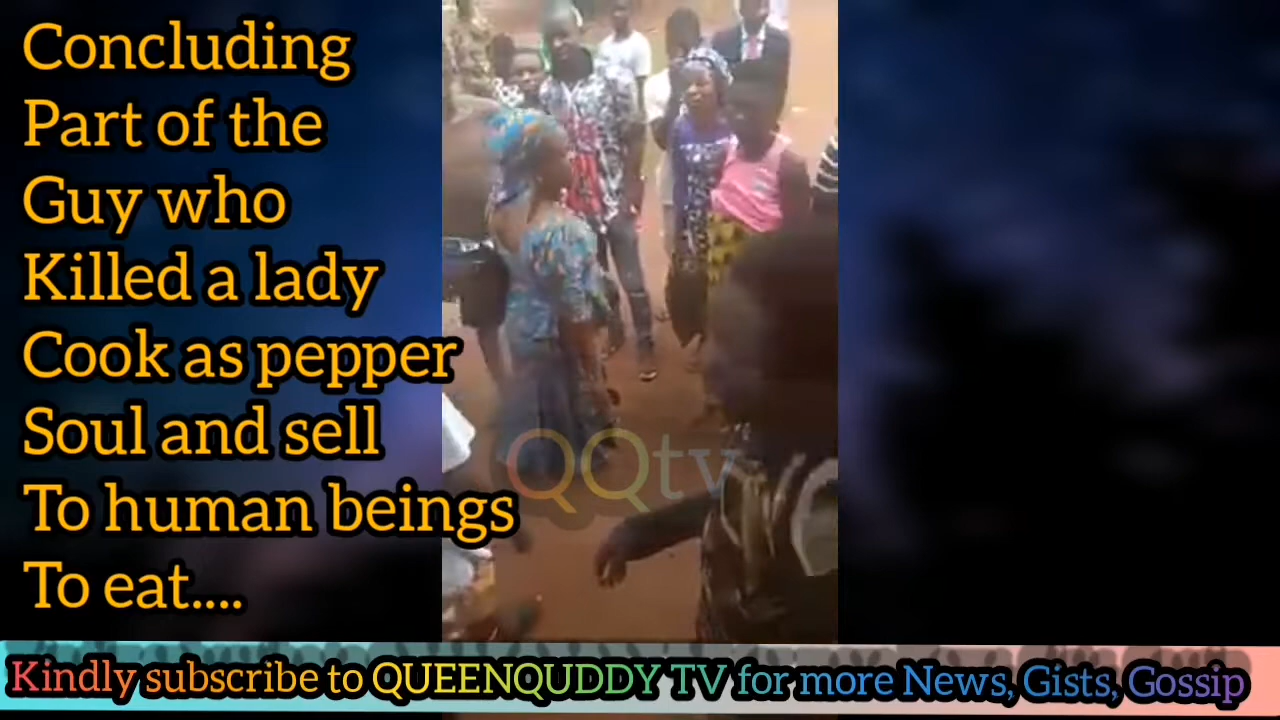 Concluding
Part of the
Guy who
Killed a lady
Cook as pepper
Soul and sell
To human beings
To eat....
QQtv
Kindly subscribe to QUEENQUDDY TV for more News, Gists, Gossip